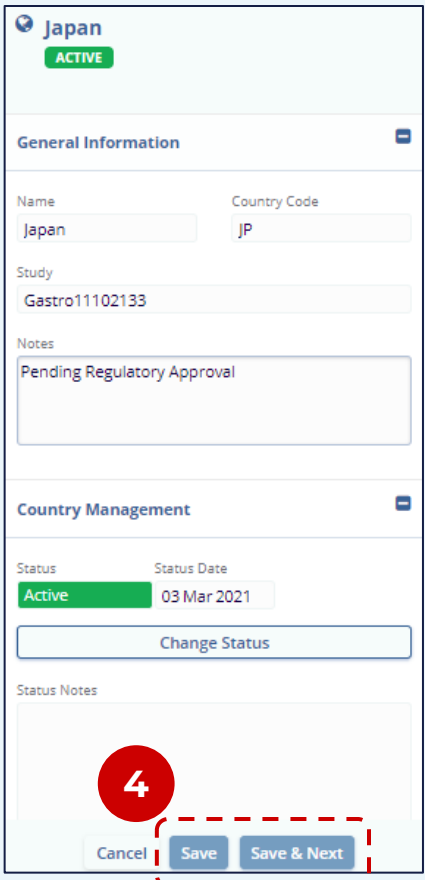 Japan
ACTIVE
General Information
Name Country Code
Japan JP
Study
Gastro11102133
Notes
Pending Regulatory Approval
Country Management
Status Status Date
Active 03 Mar 2021
Change Status
Status Notes
4
Cancel Save Save & Next